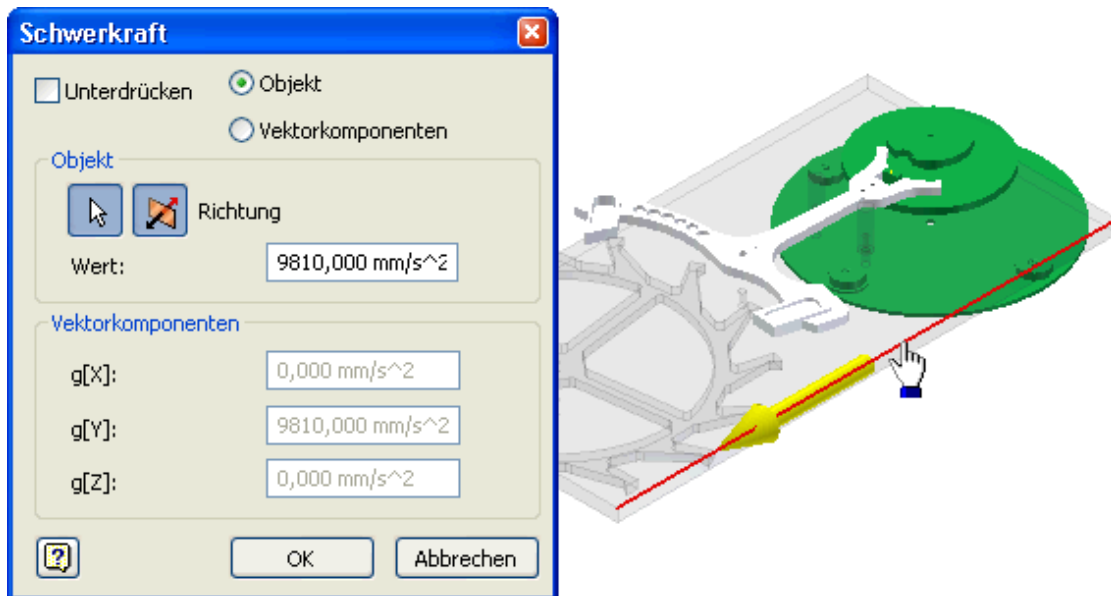 Schwerkraft
Unterdrücken
Objekt
Vektorkomponenten
Objekt
Richtung
Wert: 9810,000 mm/s^2
Vektorkomponenten
g[X]: 0,000 mm/s^2
g[Y]: 9810,000 mm/s^2
g[Z]: 0,000 mm/s^2
? OK Abbrechen